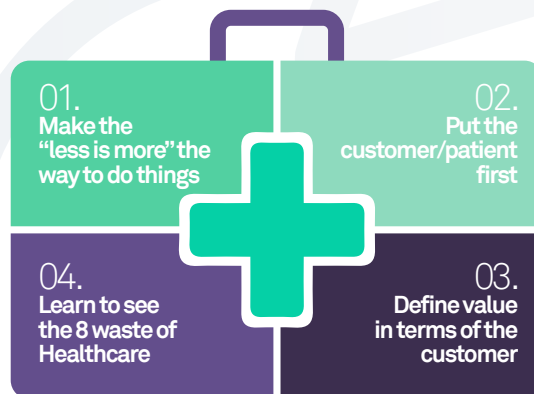 01.
Make the
“less is more” the
way to do things
02.
Put the
customer/patient
first
04.
Learn to see
the 8 waste of
Healthcare
03.
Define value
in terms of the
customer